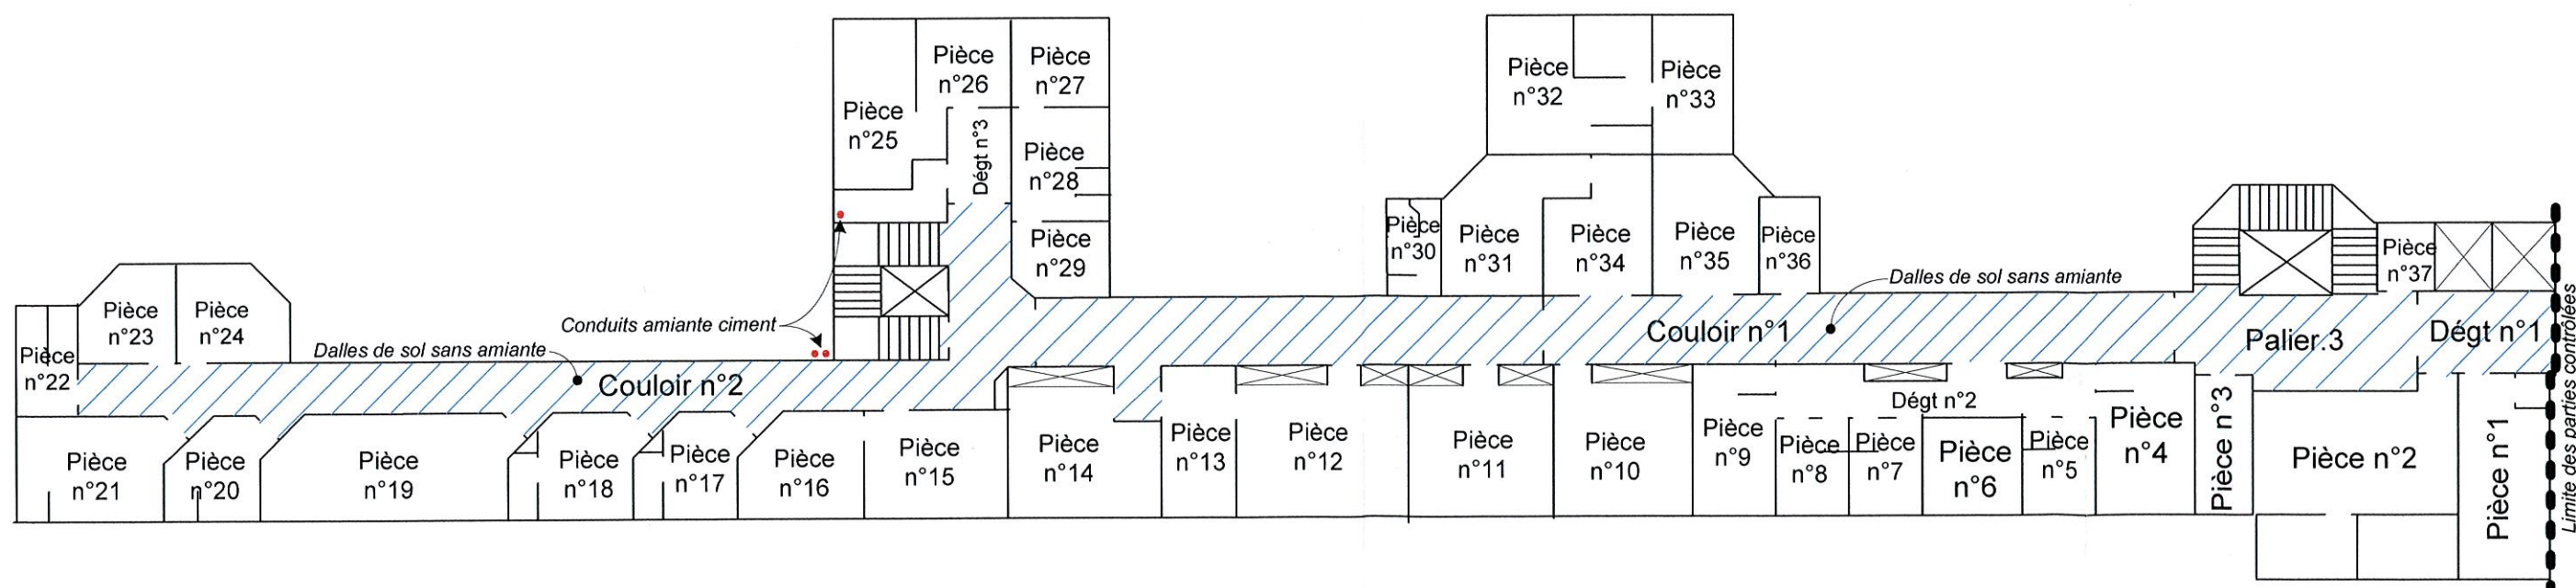 Pièce
n°26
Pièce
n°27
Pièce
n°32
Pièce
n°33
Pièce
n°25
Dégt n°3
Pièce
n°28
Pièce
n°29
Pièce
n°30
Pièce
n°31
Pièce
n°34
Pièce
n°35
Pièce
n°36
Pièce
n°37
Pièce
n°23
Pièce
n°24
Pièce
n°22
Conduits amiante ciment
Dalles de sol sans amiante
Dalles de sol sans amiante
Couloir n°2
Couloir n°1
Palier.3
Dégt n°1
Limite des parties contrôlées
Dégt n°2
Pièce
n°21
Pièce
n°20
Pièce
n°19
Pièce
n°18
Pièce
n°17
Pièce
n°16
Pièce
n°15
Pièce
n°14
Pièce
n°13
Pièce
n°12
Pièce
n°11
Pièce
n°10
Pièce
n°9
Pièce
n°8
Pièce
n°7
Pièce
n°6
Pièce
n°5
Pièce
n°4
Pièce n°3
Pièce n°2
Pièce n°1